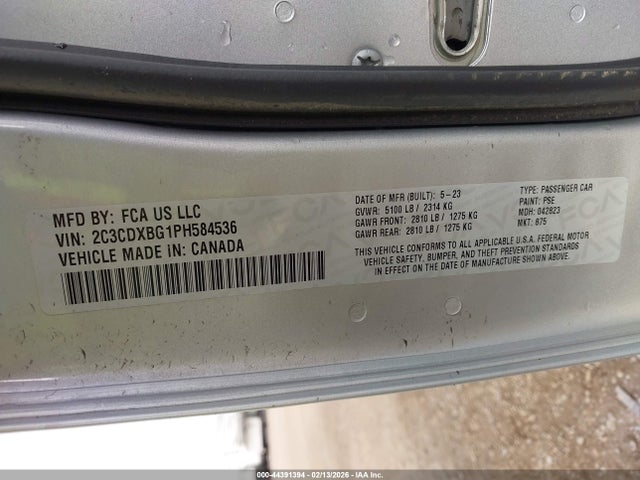 MFD BY: FCA US LLC
VIN: 2C3CDXBG1PH584536
VEHICLE MADE IN: CANADA
DATE OF MFR (BUILT): 5-23
GVWR: 5100 LB / 2314 KG
GAWR FRONT: 2810 LB / 1275 KG
GAWR REAR: 2810 LB / 1275 KG
TYPE: PASSENGER CAR
PAINT: PSE
MDH: 042823
MKT: 675
THIS VEHICLE CONFORMS TO ALL APPLICABLE U.S.A. FEDERAL MOTOR
VEHICLE SAFETY, BUMPER, AND THEFT PREVENTION STANDARDS
IN EFFECT ON THE DATE OF MANUFACTURE SHOWN ABOVE.
000-44391394 - 02/13/2026 - COPYRIGHT IAA, LLC